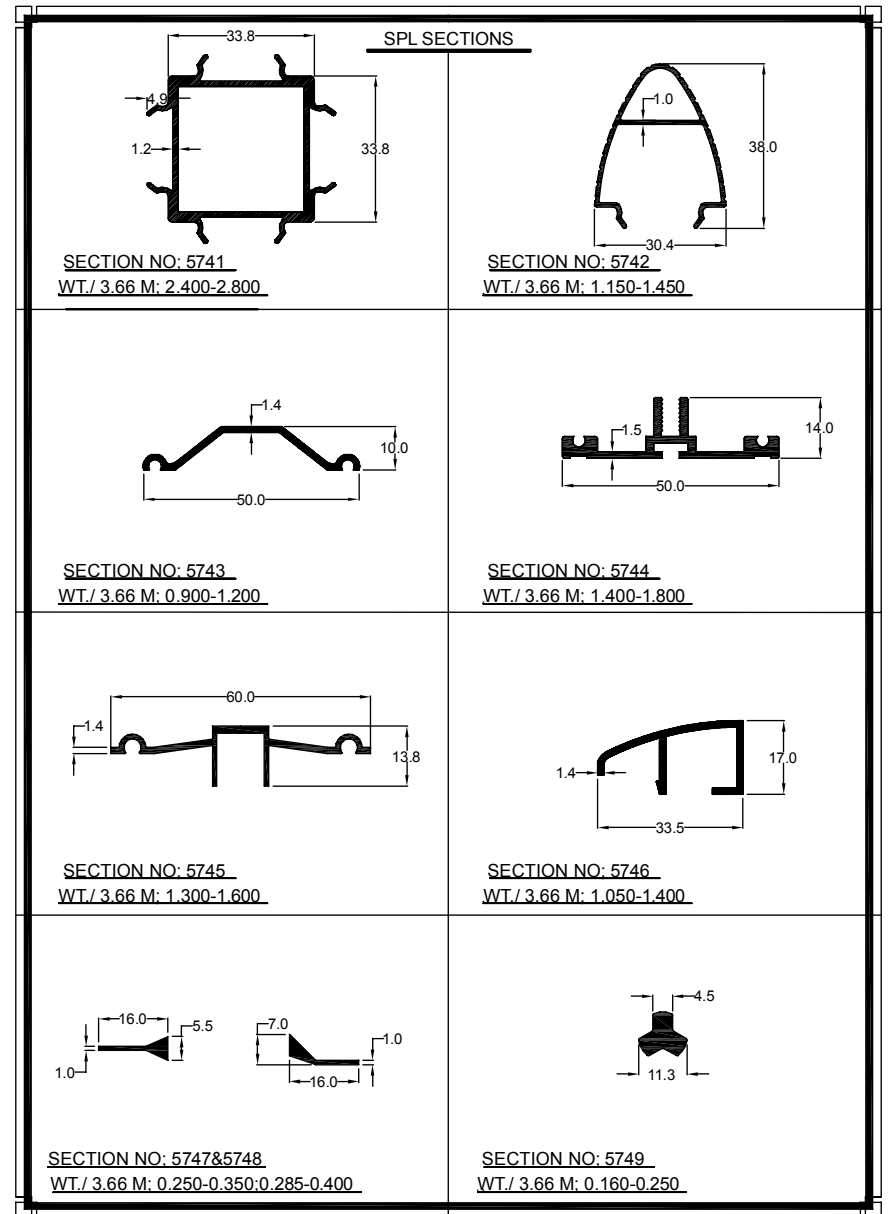 SPL SECTIONS
33.8
4.9
1.2
33.8
SECTION NO; 5741
WT./ 3.66 M; 2.400-2.800
1.0
38.0
30.4
SECTION NO; 5742
WT./ 3.66 M; 1.150-1.450
1.4
10.0
50.0
SECTION NO; 5743
WT./ 3.66 M; 0.900-1.200
1.5
14.0
50.0
SECTION NO; 5744
WT./ 3.66 M; 1.400-1.800
60.0
1.4
13.8
SECTION NO; 5745
WT./ 3.66 M; 1.300-1.600
1.4
17.0
33.5
SECTION NO; 5746
WT./ 3.66 M; 1.050-1.400
16.0
5.5
1.0
7.0
1.0
16.0
SECTION NO; 5747&5748
WT./ 3.66 M; 0.250-0.350;0.285-0.400
4.5
11.3
SECTION NO; 5749
WT./ 3.66 M; 0.160-0.250